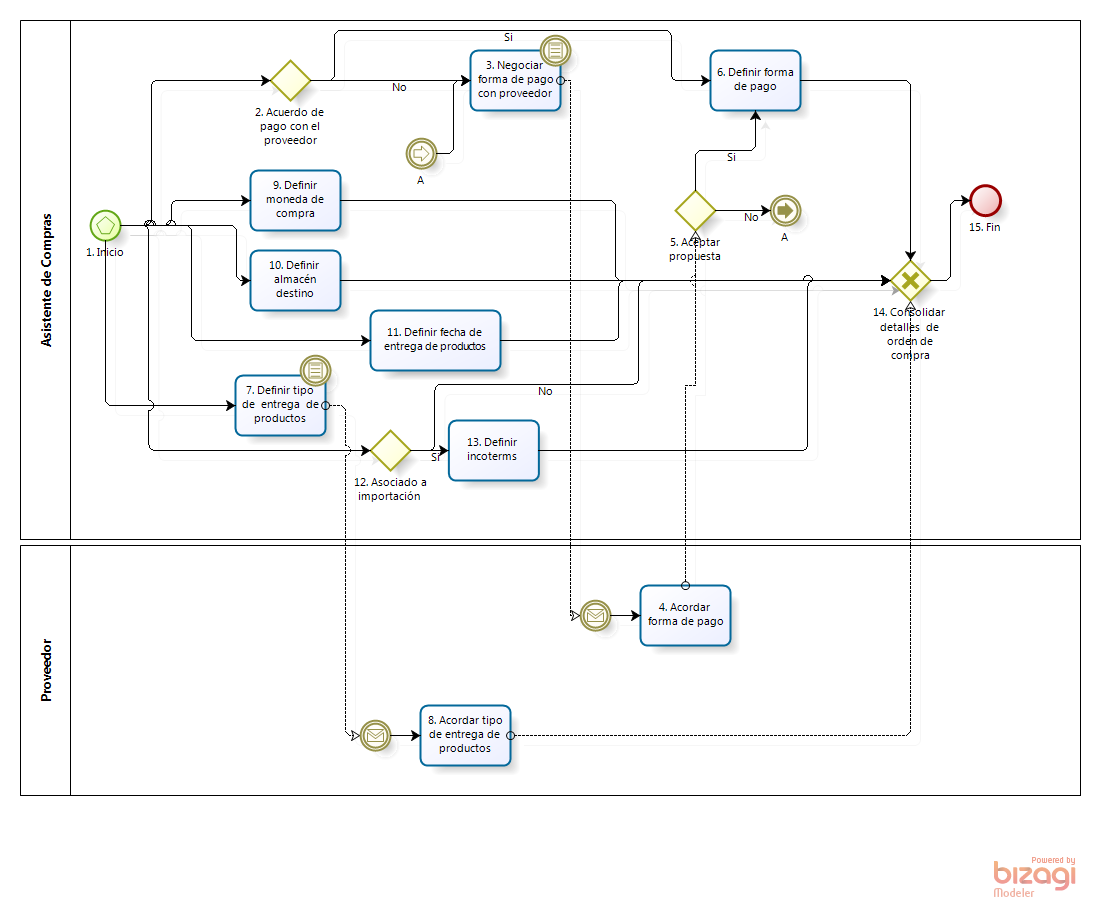 Asistente de Compras
1. Inicio
2. Acuerdo de
pago con el
proveedor
Si
No
3. Negociar
forma de pago
con proveedor
A
6. Definir forma
de pago
Si
5. Aceptar
propuesta
No
A
9. Definir
moneda de
compra
10. Definir
almacén
destino
11. Definir fecha de
entrega de productos
7. Definir tipo
de entrega de
productos
12. Asociado a
importación
No
Si
13. Definir
incoterms
14. Consolidar
detalles de
orden de
compra
15. Fin
Proveedor
4. Acordar
forma de pago
8. Acordar tipo
de entrega de
productos
Powered by
bizagi
Modeler